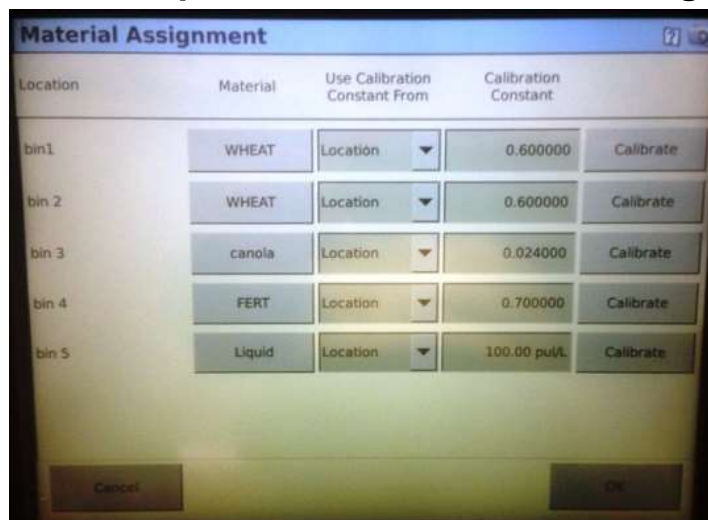 Material Assignment ?
Location Material Use Calibration Constant From Calibration Constant
bin1 WHEAT Location 0.600000 Calibrate
bin 2 WHEAT Location 0.600000 Calibrate
bin 3 canola Location 0.024000 Calibrate
bin 4 FERT Location 0.700000 Calibrate
bin 5 Liquid Location 100.00 pul/L Calibrate
Cancel OK